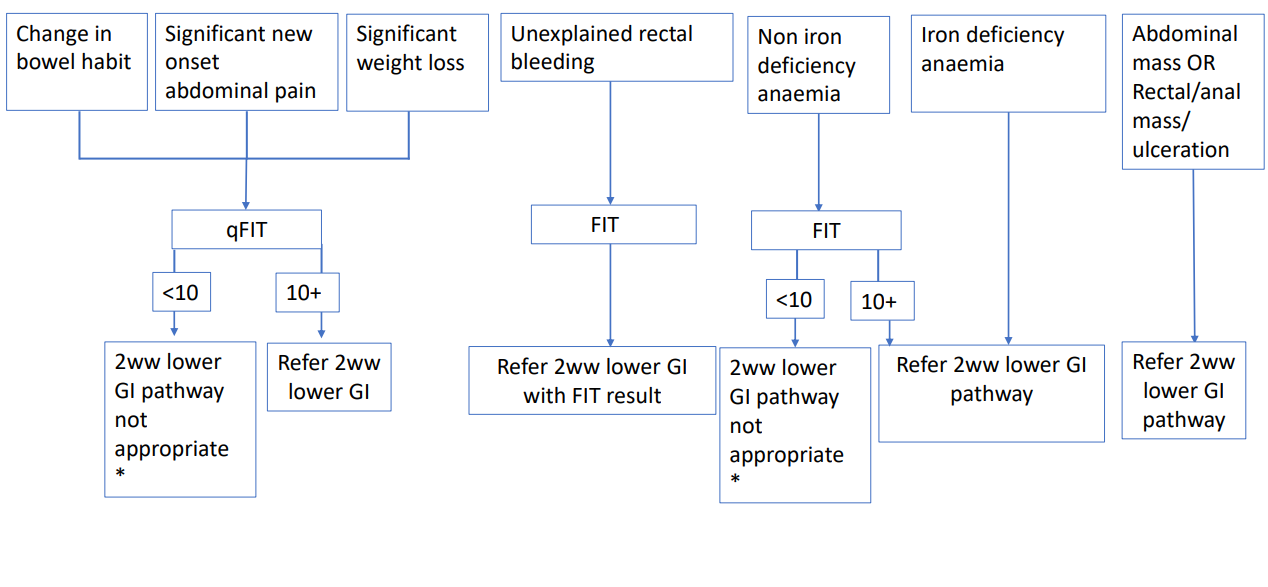 Change in
bowel habit
Significant new
onset
abdominal pain
Significant
weight loss
Unexplained rectal
bleeding
Non iron
deficiency
anaemia
Iron deficiency
anaemia
Abdominal
mass OR
Rectal/anal
mass/
ulceration
qFIT
FIT
FIT
<10
10+
<10
10+
2ww lower
GI pathway
not
appropriate
*
Refer 2ww
lower GI
Refer 2ww lower GI
with FIT result
2ww lower
GI pathway
not
appropriate
*
Refer 2ww lower GI
pathway
Refer 2ww
lower GI
pathway